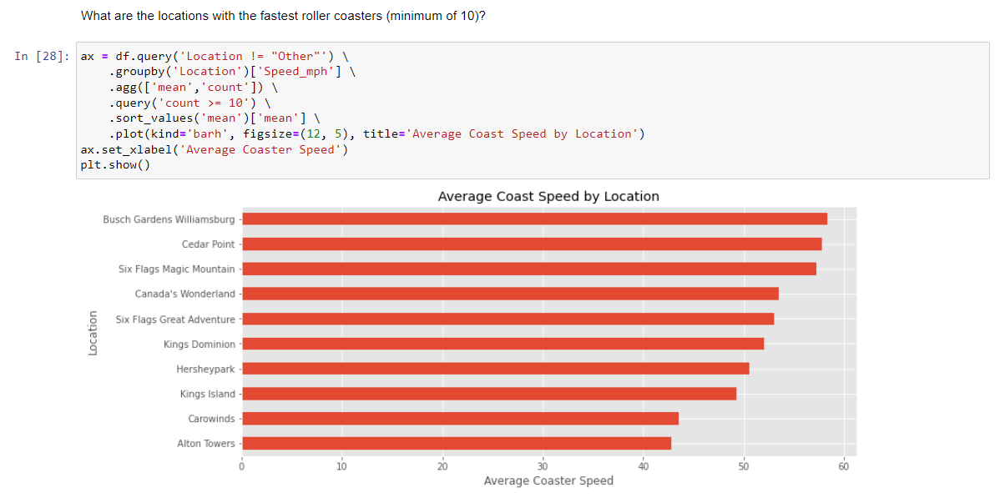 What are the locations with the fastest roller coasters (minimum of 10)?
In [28]: ax = df.query('Location != "Other"') \
.groupby('Location')['Speed_mph'] \
.agg(['mean','count']) \
.query('count >= 10') \
.sort_values('mean')['mean'] \
.plot(kind='barh', figsize=(12, 5), title='Average Coast Speed by Location')
ax.set_xlabel('Average Coaster Speed')
plt.show()
Average Coast Speed by Location
Busch Gardens Williamsburg
Cedar Point
Six Flags Magic Mountain
Canada's Wonderland
Six Flags Great Adventure
Kings Dominion
Hersheypark
Kings Island
Carowinds
Alton Towers
Location
0 10 20 30 40 50 60
Average Coaster Speed